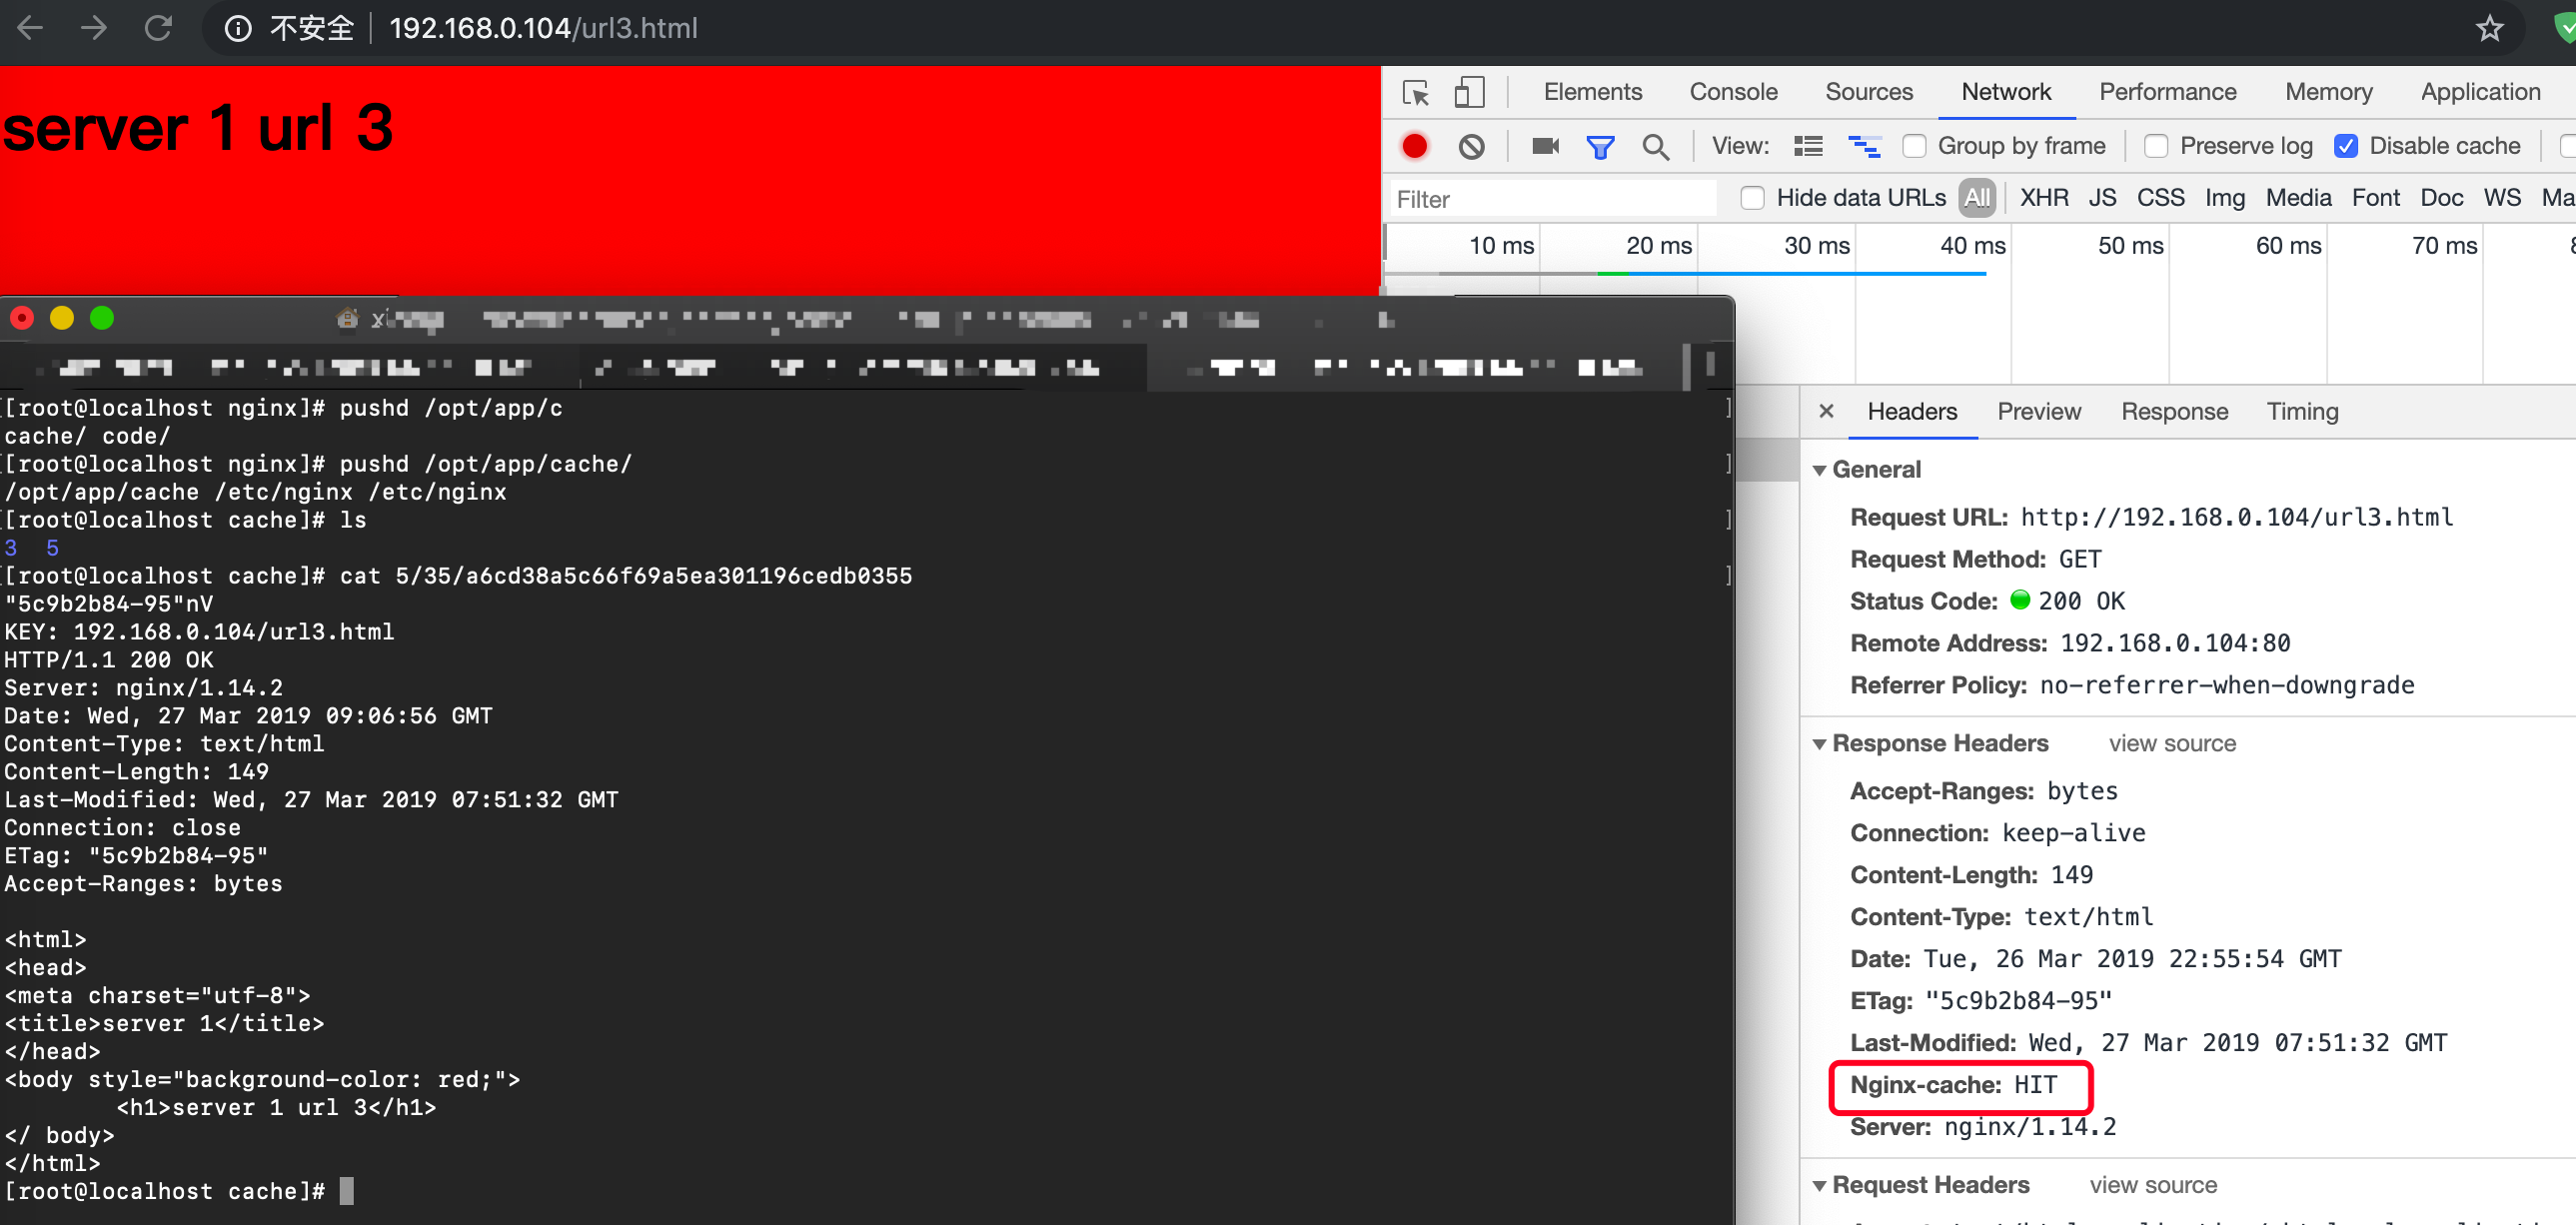 不安全 192.168.0.104/url3.html
server 1 url 3
Elements Console Sources Network Performance Memory Application
View: Group by frame Preserve log Disable cache
Filter Hide data URLs All XHR JS CSS Img Media Font Doc WS Ma
10 ms 20 ms 30 ms 40 ms 50 ms 60 ms 70 ms
[root@localhost nginx]# pushd /opt/app/c
cache/ code/
[root@localhost nginx]# pushd /opt/app/cache/
/opt/app/cache /etc/nginx /etc/nginx
[root@localhost cache]# ls
3 5
[root@localhost cache]# cat 5/35/a6cd38a5c66f69a5ea301196cedb0355
"5c9b2b84-95"nV
KEY: 192.168.0.104/url3.html
HTTP/1.1 200 OK
Server: nginx/1.14.2
Date: Wed, 27 Mar 2019 09:06:56 GMT
Content-Type: text/html
Content-Length: 149
Last-Modified: Wed, 27 Mar 2019 07:51:32 GMT
Connection: close
ETag: "5c9b2b84-95"
Accept-Ranges: bytes
<html>
<head>
<meta charset="utf-8">
<title>server 1</title>
</head>
<body style="background-color: red;">
<h1>server 1 url 3</h1>
</ body>
</html>
[root@localhost cache]#
× Headers Preview Response Timing
General
Request URL: http://192.168.0.104/url3.html
Request Method: GET
Status Code: 200 OK
Remote Address: 192.168.0.104:80
Referrer Policy: no-referrer-when-downgrade
Response Headers view source
Accept-Ranges: bytes
Connection: keep-alive
Content-Length: 149
Content-Type: text/html
Date: Tue, 26 Mar 2019 22:55:54 GMT
ETag: "5c9b2b84-95"
Last-Modified: Wed, 27 Mar 2019 07:51:32 GMT
Nginx-cache: HIT
Server: nginx/1.14.2
Request Headers view source